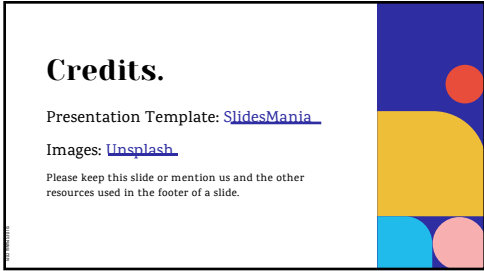 Credits.
Presentation Template: SlidesMania
Images: Unsplash
Please keep this slide or mention us and the other
resources used in the footer of a slide.